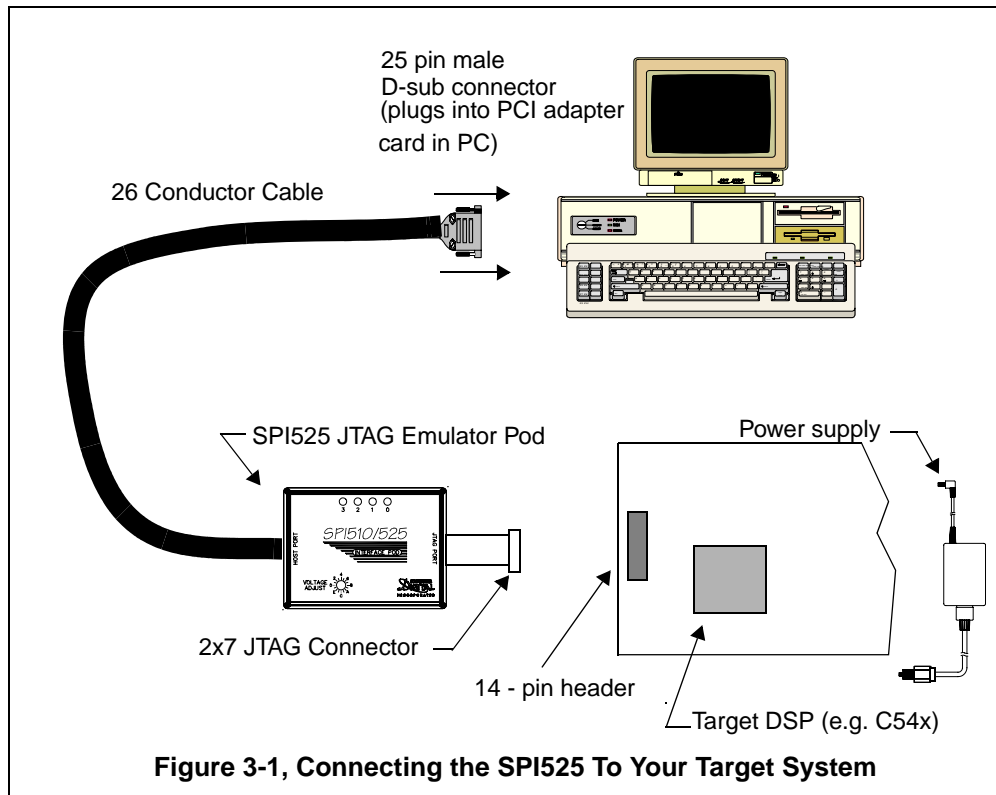 25 pin male
D-sub connector
(plugs into PCI adapter
card in PC)
26 Conductor Cable
SPI525 JTAG Emulator Pod
Power supply
3 2 1 0
HOST PORT
SPI510/525
INTERFACE POD
JTAG PORT
VOLTAGE
ADJUST
INCORPORATED
2x7 JTAG Connector
14 - pin header
Target DSP (e.g. C54x)
Figure 3-1, Connecting the SPI525 To Your Target System